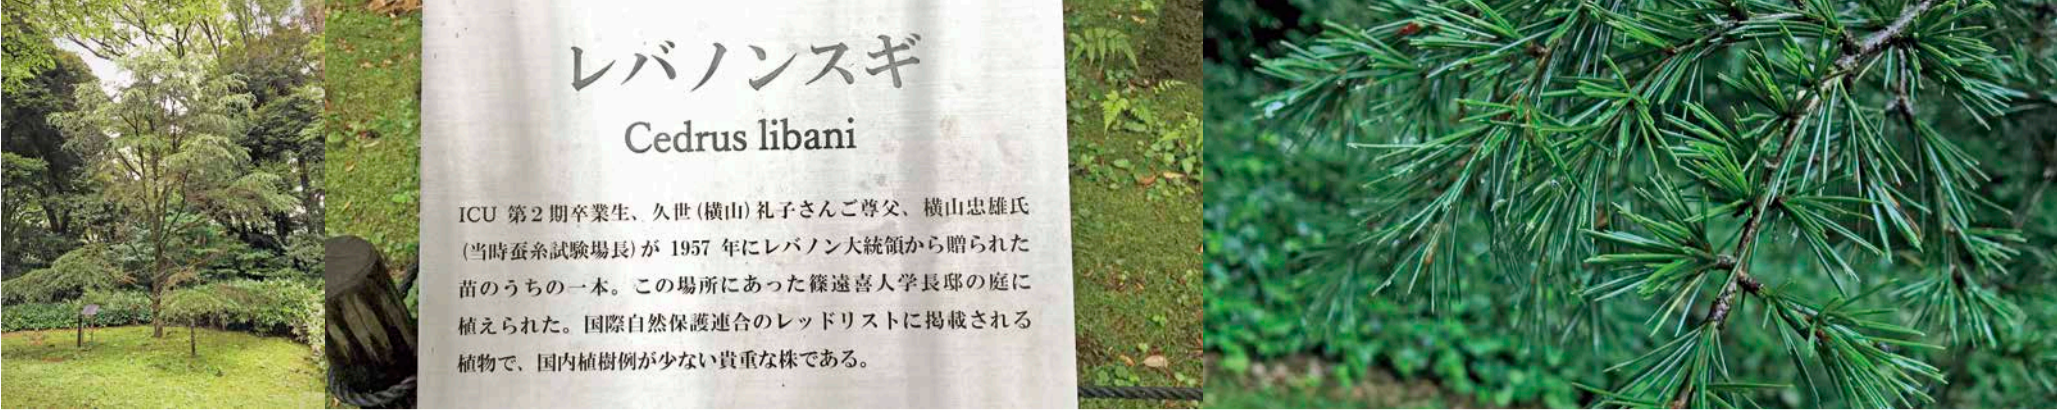 レバノンスギ
Cedrus libani
ICU 第2期卒業生、久世(横山)礼子さんご尊父、横山忠雄氏
(当時蚕糸試験場長)が 1957 年にレバノン大統領から贈られた
苗のうちの一本。この場所にあった篠遠喜人学長邸の庭に
植えられた。国際自然保護連合のレッドリストに掲載される
植物で、国内植樹例が少ない貴重な株である。